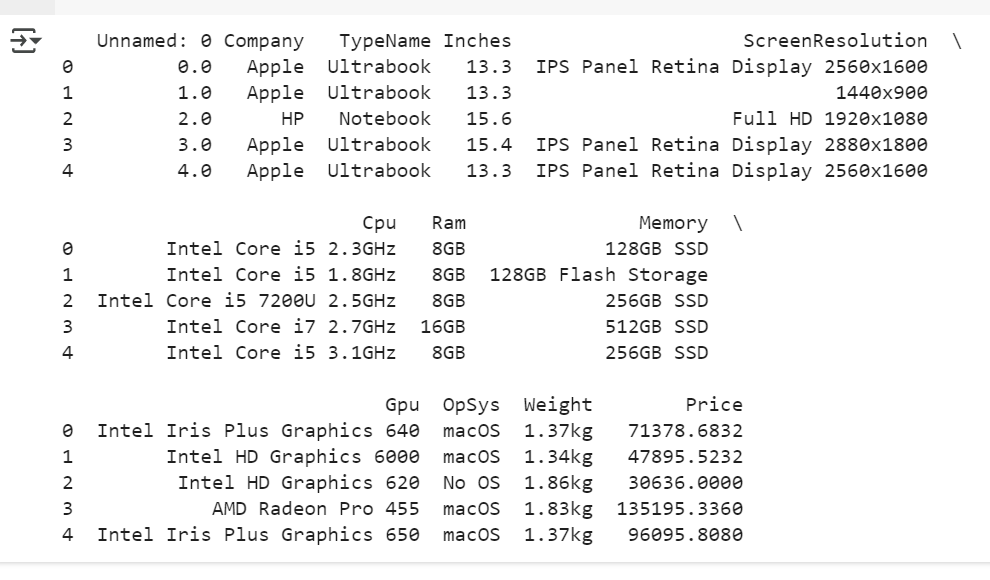 Unnamed: 0 Company   TypeName Inches                    ScreenResolution  \
0         0.0   Apple  Ultrabook   13.3  IPS Panel Retina Display 2560x1600
1         1.0   Apple  Ultrabook   13.3                            1440x900
2         2.0      HP   Notebook   15.6                   Full HD 1920x1080
3         3.0   Apple  Ultrabook   15.4  IPS Panel Retina Display 2880x1800
4         4.0   Apple  Ultrabook   13.3  IPS Panel Retina Display 2560x1600
Cpu   Ram               Memory  \
0        Intel Core i5 2.3GHz   8GB            128GB SSD
1        Intel Core i5 1.8GHz   8GB  128GB Flash Storage
2  Intel Core i5 7200U 2.5GHz   8GB            256GB SSD
3        Intel Core i7 2.7GHz  16GB            512GB SSD
4        Intel Core i5 3.1GHz   8GB            256GB SSD
Gpu  OpSys  Weight        Price
0  Intel Iris Plus Graphics 640  macOS  1.37kg   71378.6832
1        Intel HD Graphics 6000  macOS  1.34kg   47895.5232
2         Intel HD Graphics 620  No OS  1.86kg   30636.0000
3            AMD Radeon Pro 455  macOS  1.83kg  135195.3360
4  Intel Iris Plus Graphics 650  macOS  1.37kg   96095.8080